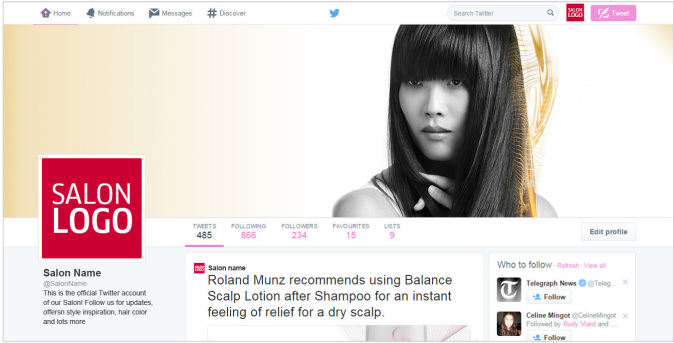 Home Notifications Messages Discover Search Twitter SALON LOGO Tweet
SALON
LOGO
TWEETS FOLLOWING FOLLOWERS FAVOURITES LISTS
485 866 234 15 9
Edit profile
Salon Name
@SalonName
This is the official Twitter account
of our Salon! Follow us for updates,
offersn style inspiration, hair color
and lots more
Salon name
Roland Munz recommends using Balance
Scalp Lotion after Shampoo for an instant
feeling of relief for a dry scalp.
Who to follow · Refresh · View all
Telegraph News @Teleg...
Follow
Celine Mingot @CelineMingot
Followed by Rudy Viard and ...
Follow